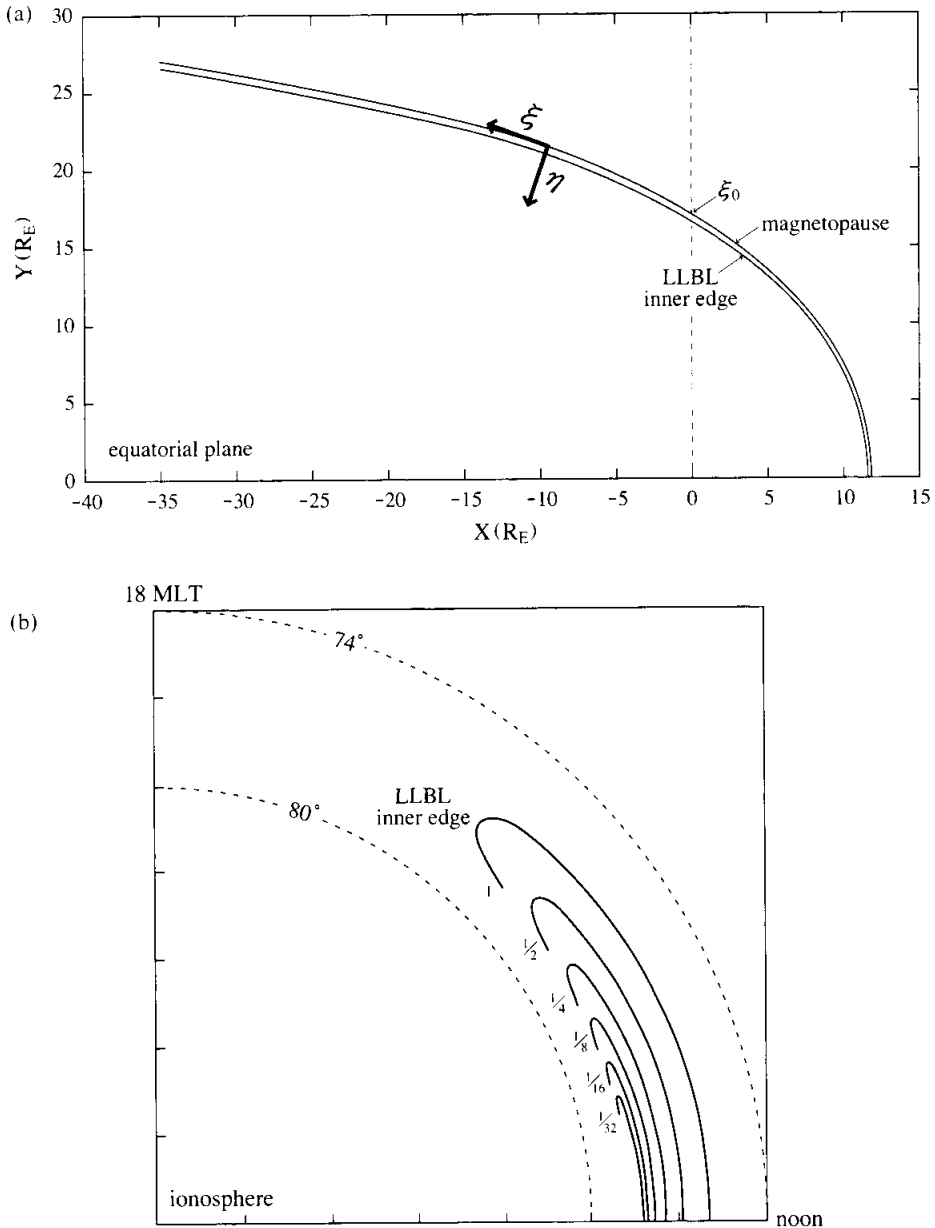 (a)
30
25
20
15
10
5
0
Y(R_E)
ξ
η
ξ₀
magnetopause
LLBL
inner edge
equatorial plane
-40 -35 -30 -25 -20 -15 -10 -5 0 5 10 15
X(R_E)
(b)
18 MLT
74°
80°
LLBL
inner edge
1
1/2
1/4
1/8
1/16
1/32
ionosphere
noon